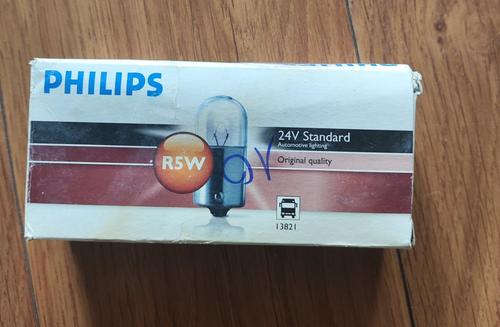 PHILIPS
24V Standard
Automotive lighting
R5W
Original quality
13821